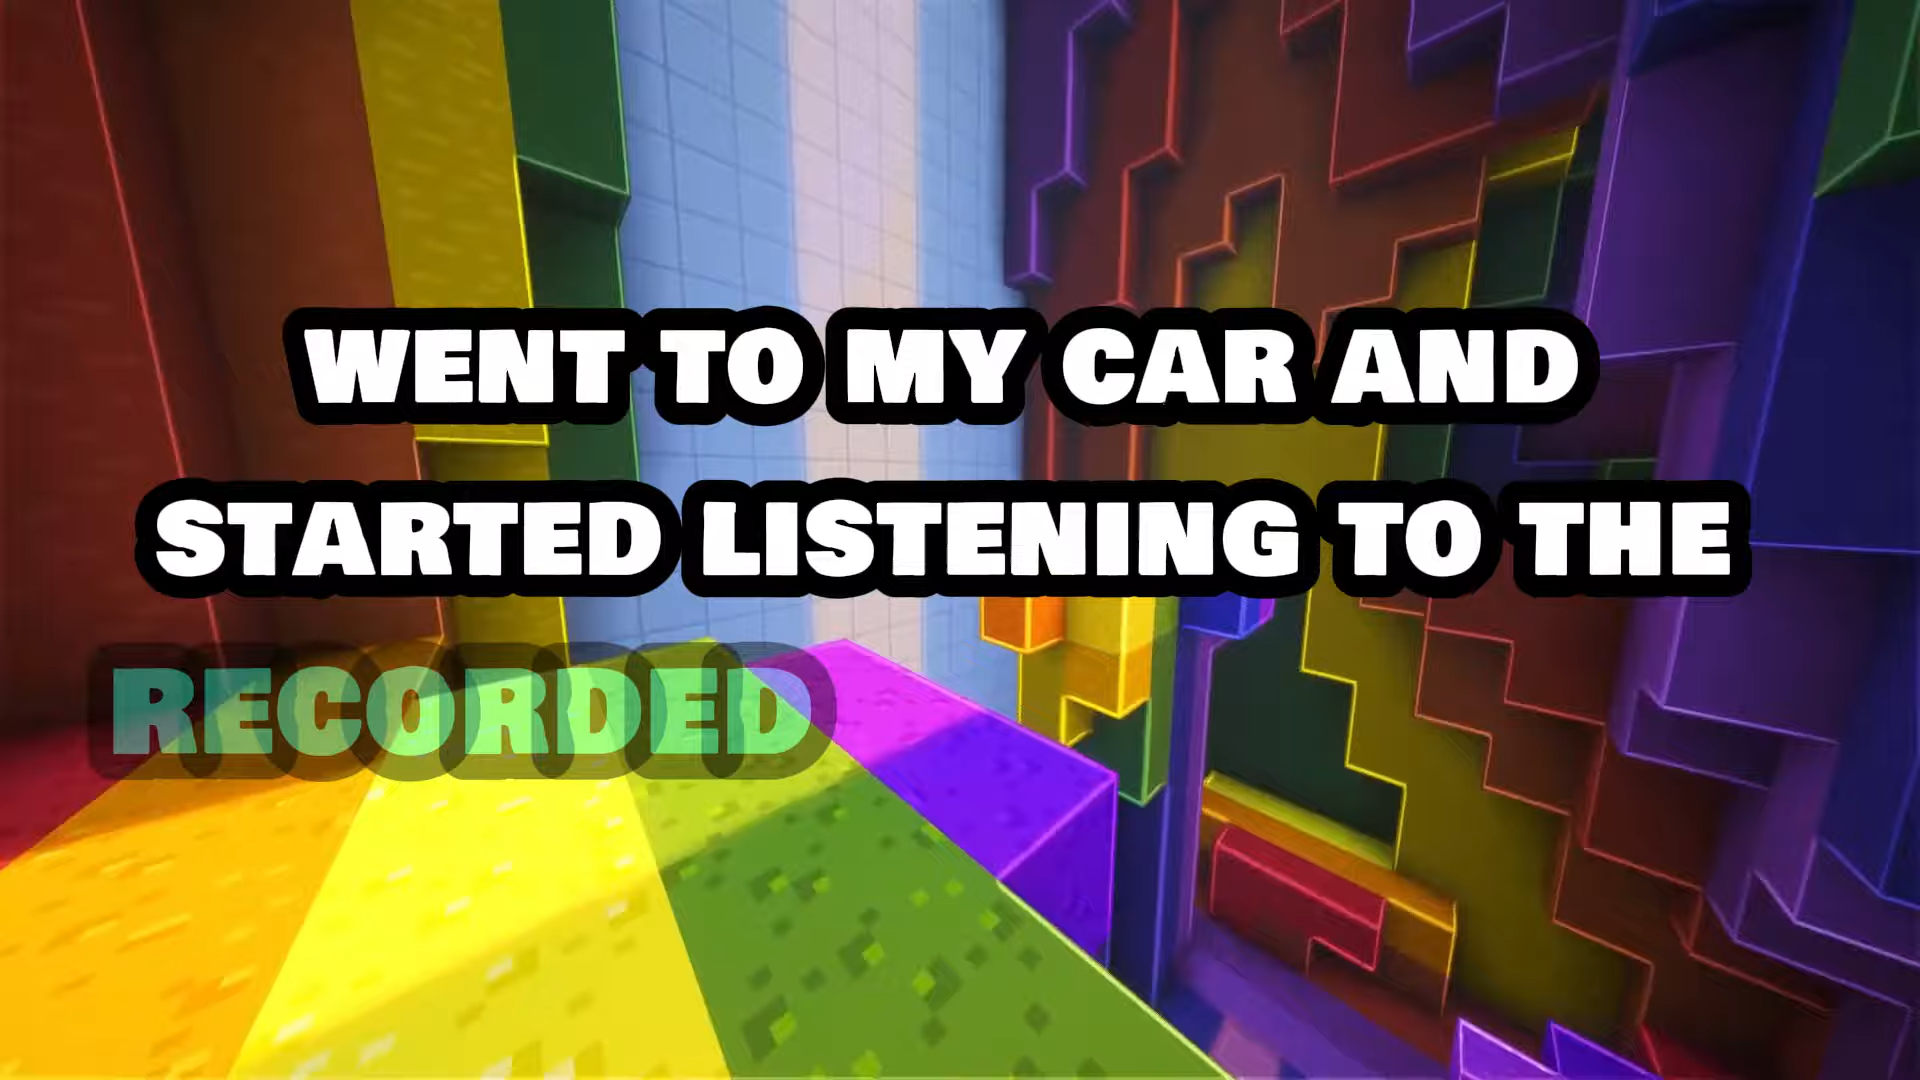 WENT TO MY CAR AND
STARTED LISTENING TO THE
RECORDED